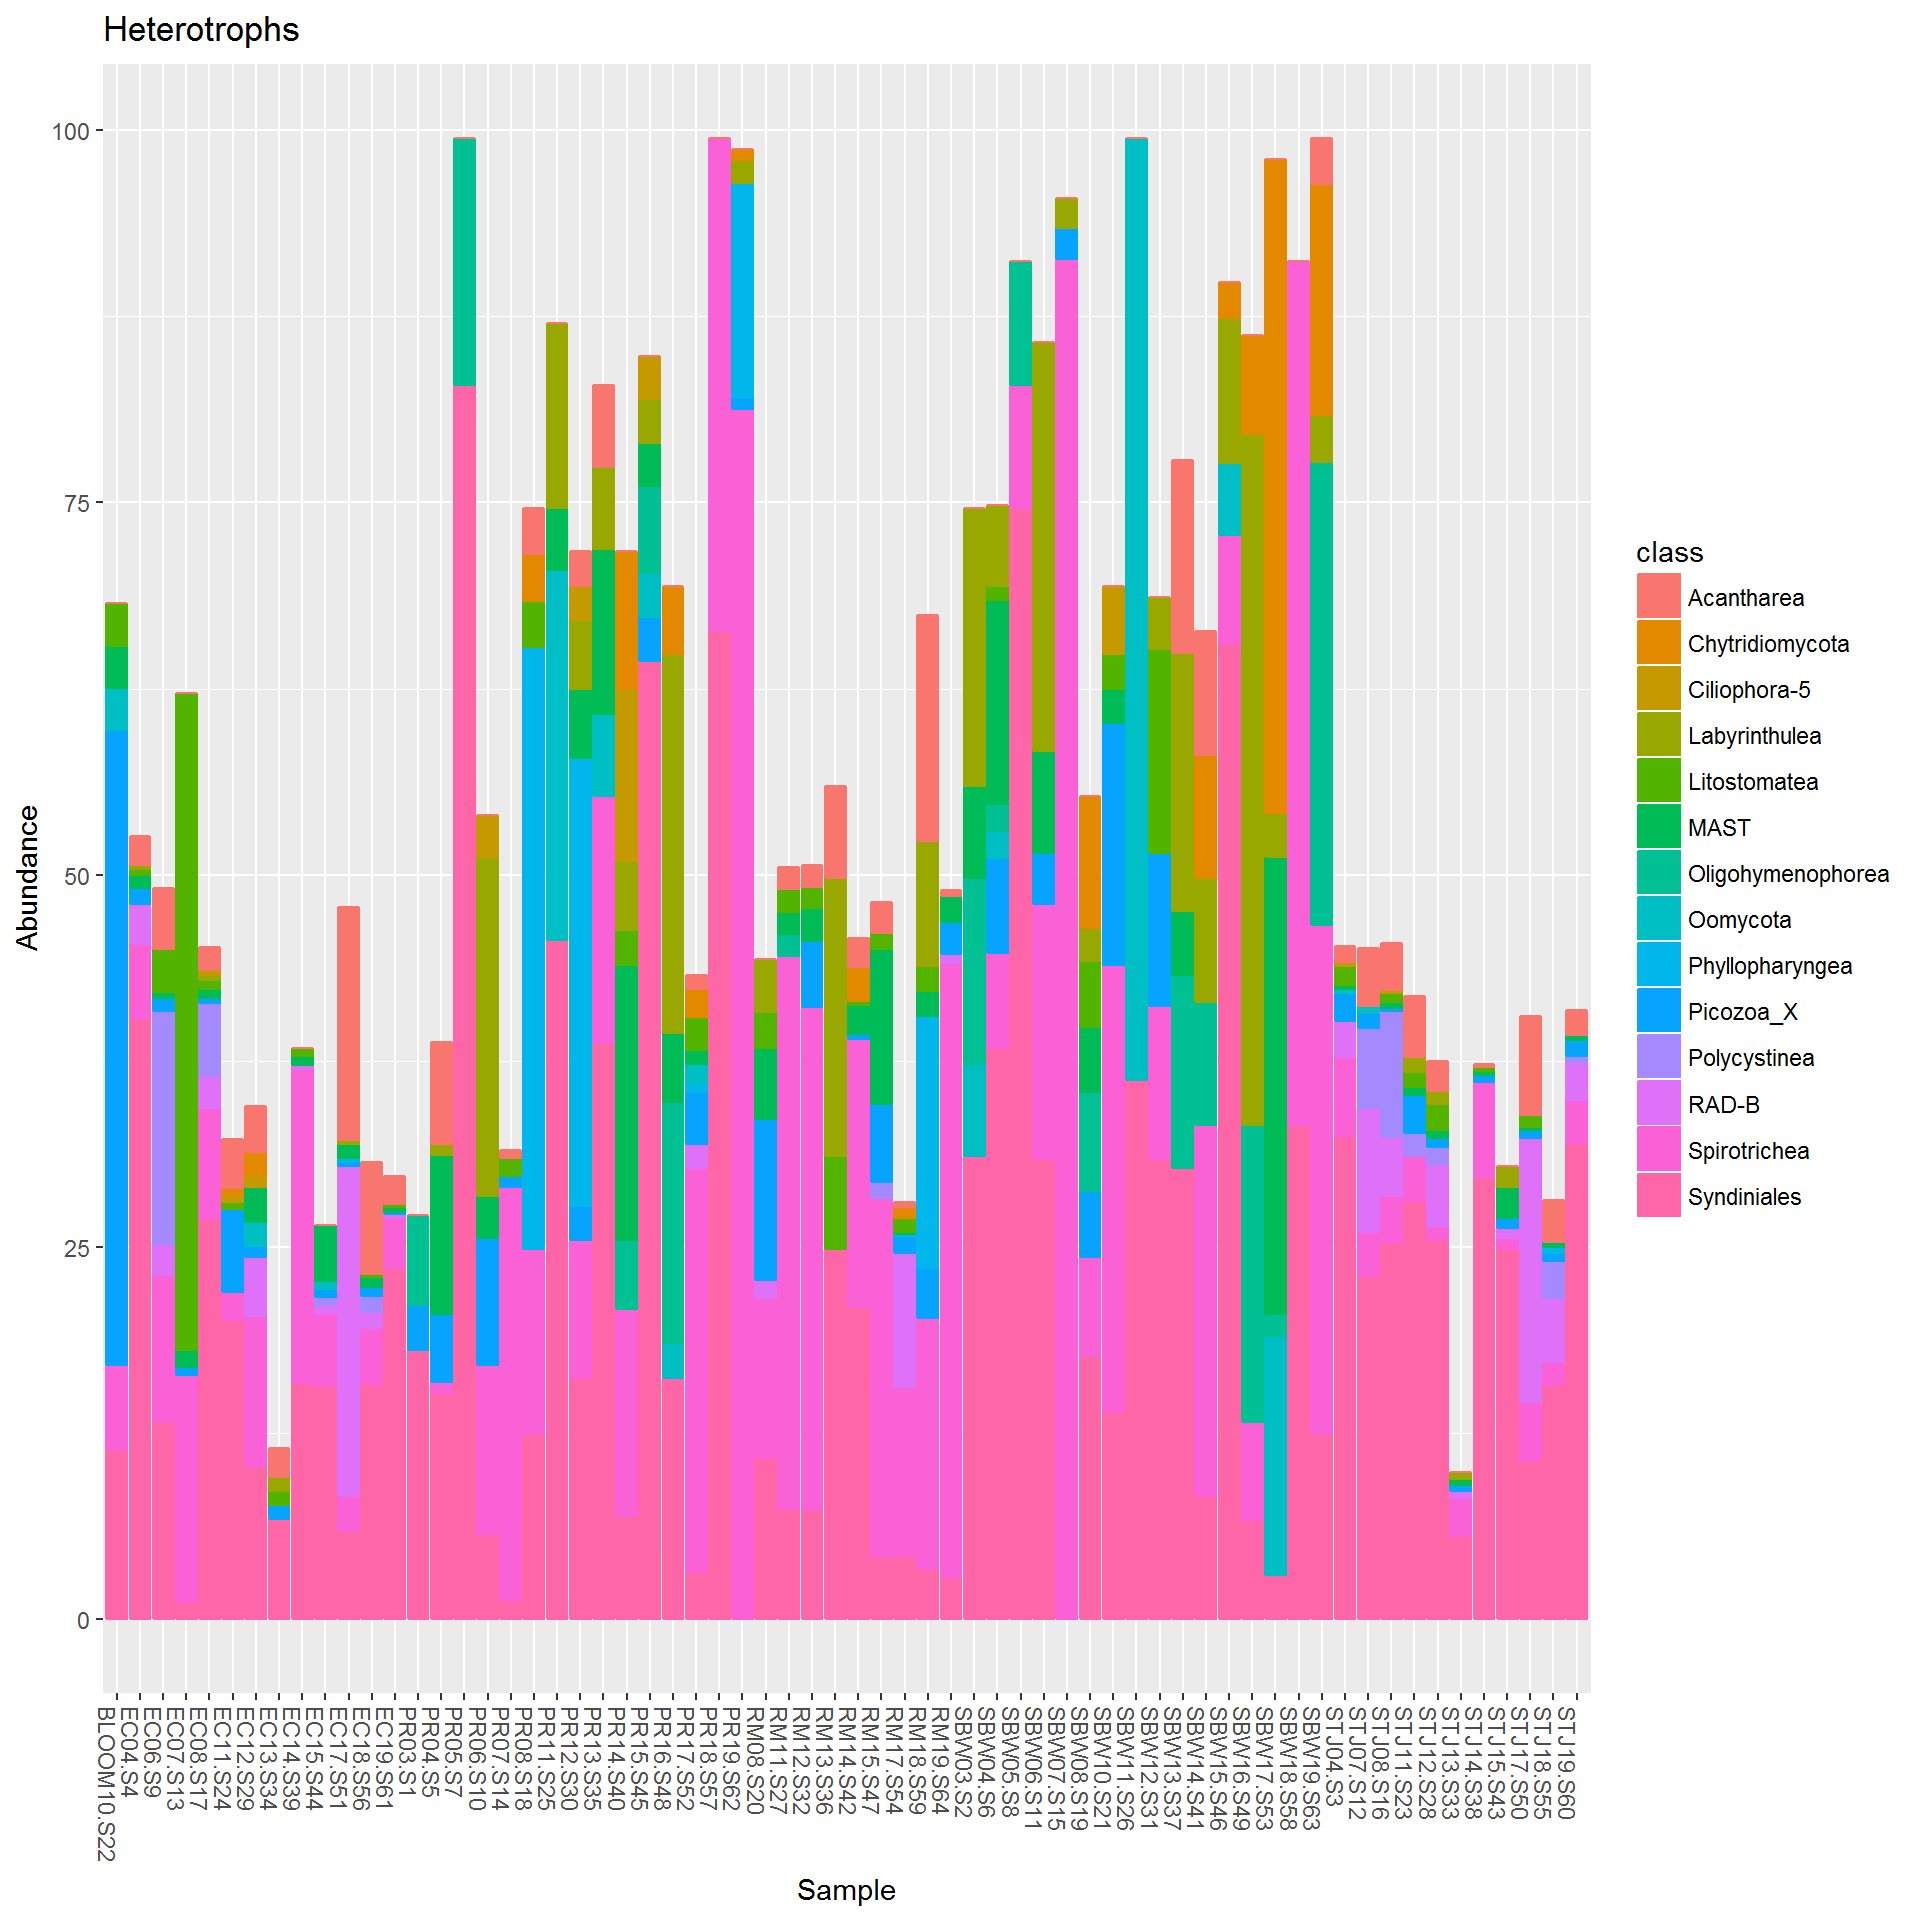 Heterotrophs
Abundance
100
75
50
25
0
BLOOM10.S22
EC04.S4
EC06.S9
EC07.S13
EC08.S17
EC11.S24
EC12.S29
EC13.S34
EC14.S39
EC15.S44
EC17.S51
EC18.S56
EC19.S61
PR03.S1
PR04.S5
PR05.S7
PR06.S10
PR07.S14
PR08.S18
PR11.S25
PR12.S30
PR13.S35
PR14.S40
PR15.S45
PR16.S48
PR17.S52
PR18.S57
PR19.S62
RM08.S20
RM11.S27
RM12.S32
RM13.S36
RM14.S42
RM15.S47
RM17.S54
RM18.S59
RM19.S64
SBW03.S2
SBW04.S6
SBW05.S8
SBW06.S11
SBW07.S15
SBW08.S19
SBW10.S21
SBW11.S26
SBW12.S31
SBW13.S37
SBW14.S41
SBW15.S46
SBW16.S49
SBW17.S53
SBW18.S58
SBW19.S63
STJ04.S3
STJ07.S12
STJ08.S16
STJ11.S23
STJ12.S28
STJ13.S33
STJ14.S38
STJ15.S43
STJ17.S50
STJ18.S55
STJ19.S60
Sample
class
Acantharea
Chytridiomycota
Ciliophora-5
Labyrinthulea
Litostomatea
MAST
Oligohymenophorea
Oomycota
Phyllopharyngea
Picozoa_X
Polycystinea
RAD-B
Spirotrichea
Syndiniales